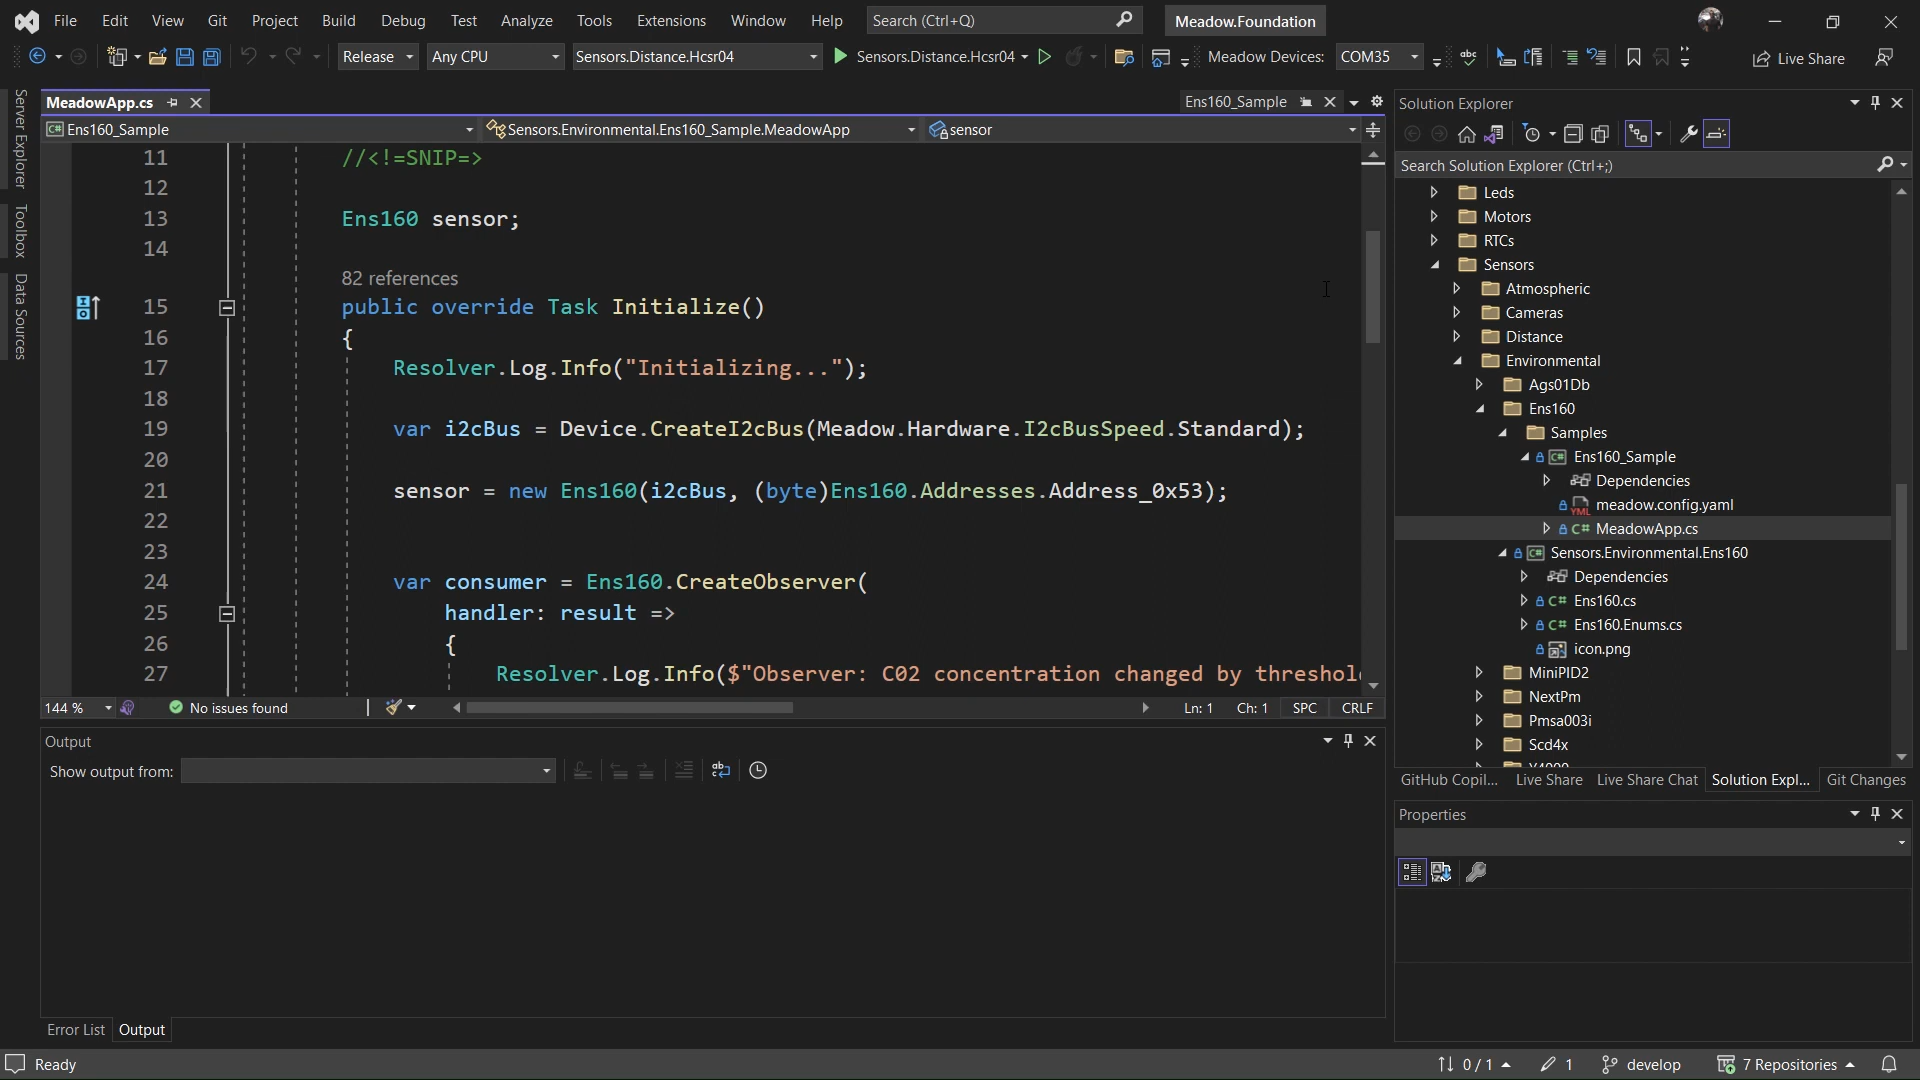 File Edit View Git Project Build Debug Test Analyze Tools Extensions Window Help Search (Ctrl+Q) Meadow.Foundation
Release Any CPU Sensors.Distance.Hcsr04 Sensors.Distance.Hcsr04 Meadow Devices: COM35 abc Live Share
Server Explorer
Toolbox
Data Sources
MeadowApp.cs Ens160_Sample
Ens160_Sample Sensors.Environmental.Ens160_Sample.MeadowApp sensor
11 //<!=SNIP=>
12
13 Ens160 sensor;
14
82 references
15 public override Task Initialize()
16 {
17 Resolver.Log.Info("Initializing...");
18
19 var i2cBus = Device.CreateI2cBus(Meadow.Hardware.I2cBusSpeed.Standard);
20
21 sensor = new Ens160(i2cBus, (byte)Ens160.Addresses.Address_0x53);
22
23
24 var consumer = Ens160.CreateObserver(
25 handler: result =>
26 {
27 Resolver.Log.Info($"Observer: C02 concentration changed by threshol
144 % No issues found Ln: 1 Ch: 1 SPC CRLF
Output
Show output from:
Error List Output
Solution Explorer
Search Solution Explorer (Ctrl+;)
Leds
Motors
RTCs
Sensors
Atmospheric
Cameras
Distance
Environmental
Ags01Db
Ens160
Samples
C# Ens160_Sample
Dependencies
YML meadow.config.yaml
C# MeadowApp.cs
C# Sensors.Environmental.Ens160
Dependencies
C# Ens160.cs
C# Ens160.Enums.cs
icon.png
MiniPID2
NextPm
Pmsa003i
Scd4x
GitHub Copil... Live Share Live Share Chat Solution Expl... Git Changes
Properties
Ready 0 / 1 1 develop 7 Repositories